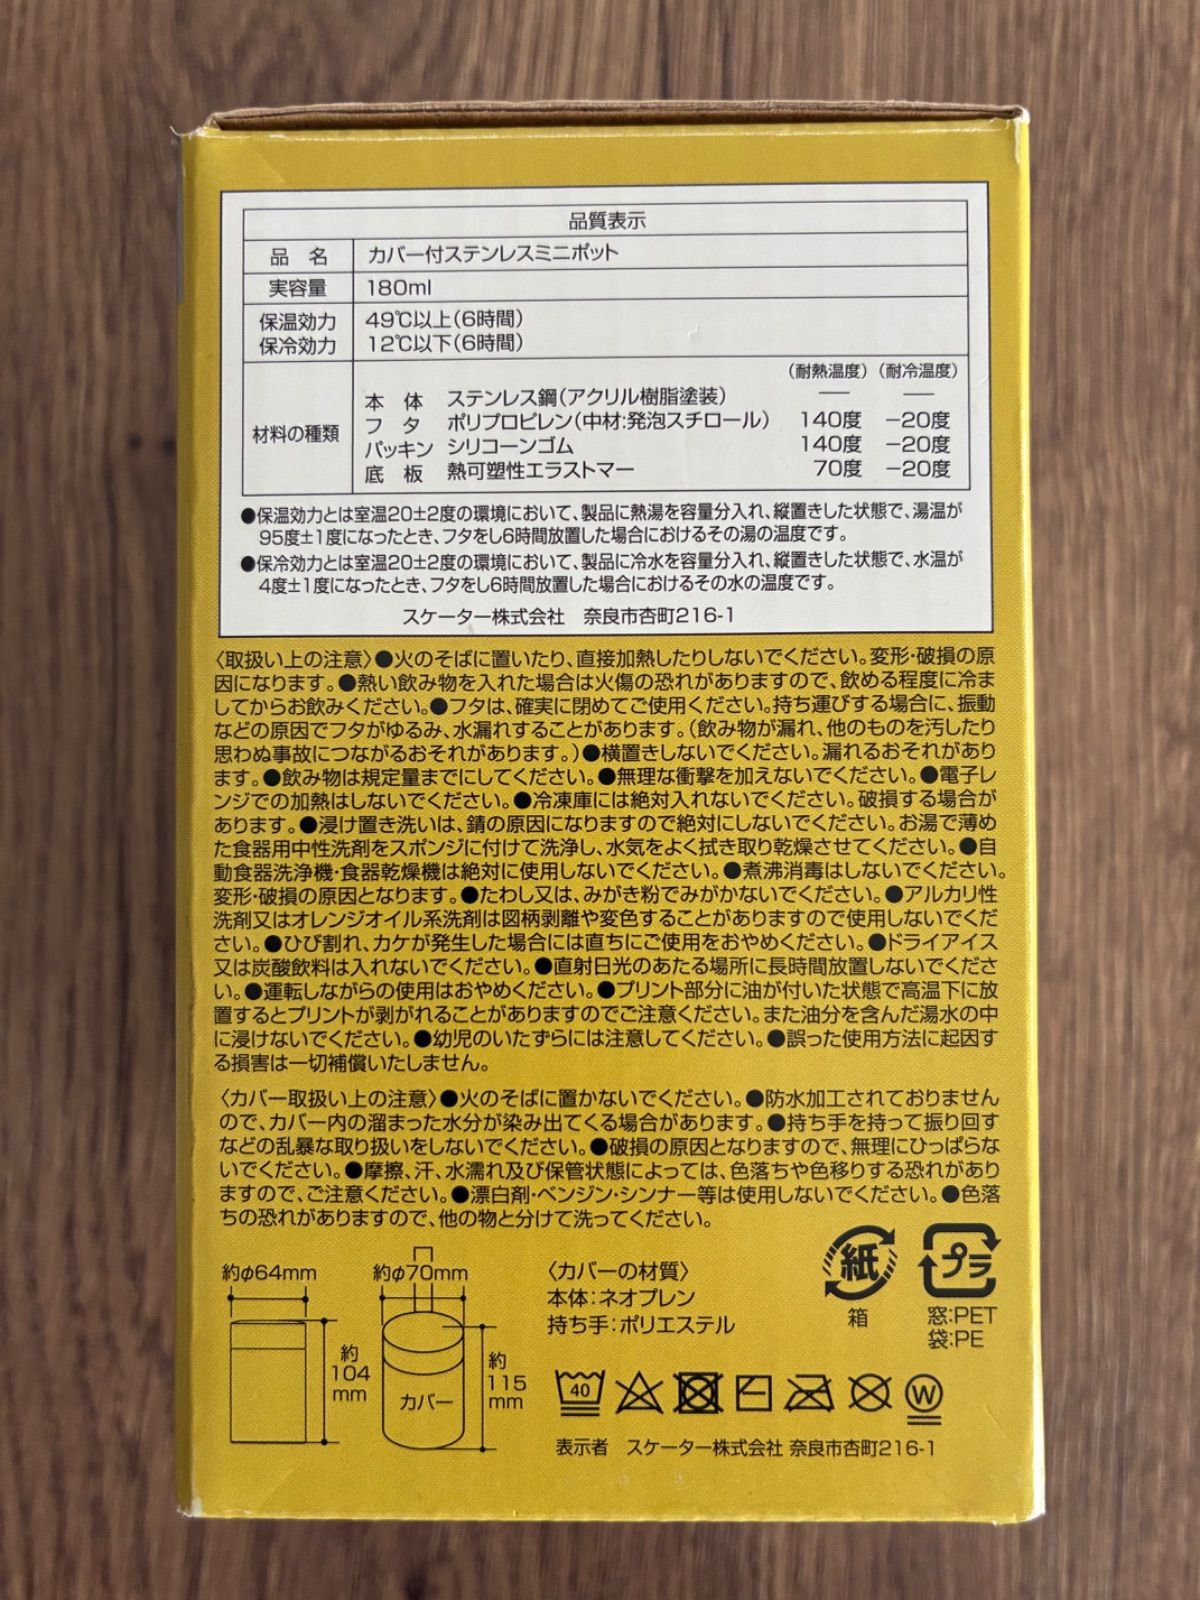 品質表示
品　名　カバー付ステンレスミニポット
実容量　180ml
保温効力　49℃以上(6時間)
保冷効力　12℃以下(6時間)
(耐熱温度)　(耐冷温度)
材料の種類
本　体　ステンレス鋼(アクリル樹脂塗装)　—　—
フ　タ　ポリプロピレン(中材:発泡スチロール)　140度　−20度
パッキン　シリコーンゴム　140度　−20度
底　板　熱可塑性エラストマー　70度　−20度
●保温効力とは室温20±2度の環境において、製品に熱湯を容量分入れ、縦置きした状態で、湯温が
95度±1度になったとき、フタをし6時間放置した場合におけるその湯の温度です。
●保冷効力とは室温20±2度の環境において、製品に冷水を容量分入れ、縦置きした状態で、水温が
4度±1度になったとき、フタをし6時間放置した場合におけるその水の温度です。
スケーター株式会社　奈良市杏町216-1
〈取扱い上の注意〉●火のそばに置いたり、直接加熱したりしないでください。変形・破損の原
因になります。●熱い飲み物を入れた場合は火傷の恐れがありますので、飲める程度に冷ま
してからお飲みください。●フタは、確実に閉めてご使用ください。持ち運びする場合に、振動
などの原因でフタがゆるみ、水漏れすることがあります。(飲み物が漏れ、他のものを汚したり
思わぬ事故につながるおそれがあります。)●横置きしないでください。漏れるおそれがあり
ます。●飲み物は規定量までにしてください。●無理な衝撃を加えないでください。●電子レ
ンジでの加熱はしないでください。●冷凍庫には絶対入れないでください。破損する場合が
あります。●浸け置き洗いは、錆の原因になりますので絶対にしないでください。お湯で薄め
た食器用中性洗剤をスポンジに付けて洗浄し、水気をよく拭き取り乾燥させてください。●自
動食器洗浄機・食器乾燥機は絶対に使用しないでください。●煮沸消毒はしないでください。
変形・破損の原因となります。●たわし又は、みがき粉でみがかないでください。●アルカリ性
洗剤又はオレンジオイル系洗剤は図柄剥離や変色することがありますので使用しないでくだ
さい。●ひび割れ、カケが発生した場合には直ちにご使用をおやめください。●ドライアイス
又は炭酸飲料は入れないでください。●直射日光のあたる場所に長時間放置しないでくださ
い。●運転しながらの使用はおやめください。●プリント部分に油が付いた状態で高温下に放
置するとプリントが剥がれることがありますのでご注意ください。また油分を含んだ湯水の中
に浸けないでください。●幼児のいたずらには注意してください。●誤った使用方法に起因す
る損害は一切補償いたしません。
〈カバー取扱い上の注意〉●火のそばに置かないでください。●防水加工されておりません
ので、カバー内の溜まった水分が染み出てくる場合があります。●持ち手を持って振り回す
などの乱暴な取り扱いをしないでください。●破損の原因となりますので、無理にひっぱらな
いでください。●摩擦、汗、水濡れ及び保管状態によっては、色落ちや色移りする恐れがあり
ますので、ご注意ください。●漂白剤・ベンジン・シンナー等は使用しないでください。●色落
ちの恐れがありますので、他の物と分けて洗ってください。
約φ64mm
約
104
mm
約φ70mm
カバー
約
115
mm
〈カバーの材質〉
本体:ネオプレン
持ち手:ポリエステル
紙
箱
プラ
窓:PET
袋:PE
40
W
表示者　スケーター株式会社 奈良市杏町216-1